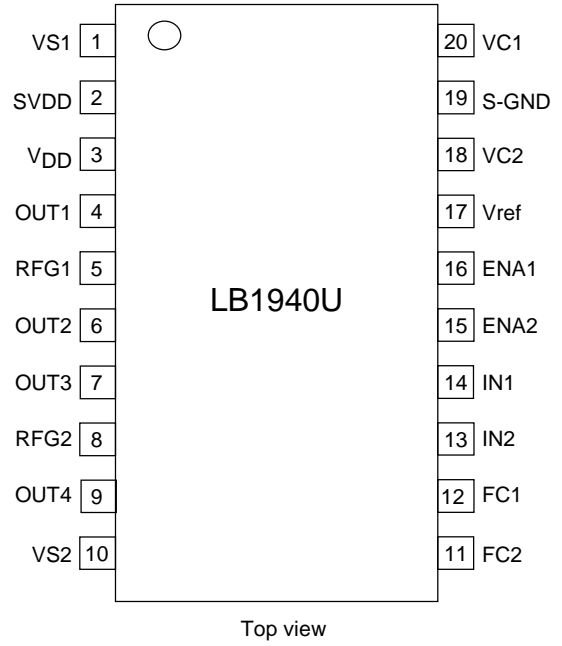 VS1 1 20 VC1
SVDD 2 19 S-GND
VDD 3 18 VC2
OUT1 4 17 Vref
RFG1 5 16 ENA1
LB1940U
OUT2 6 15 ENA2
OUT3 7 14 IN1
RFG2 8 13 IN2
OUT4 9 12 FC1
VS2 10 11 FC2
Top view